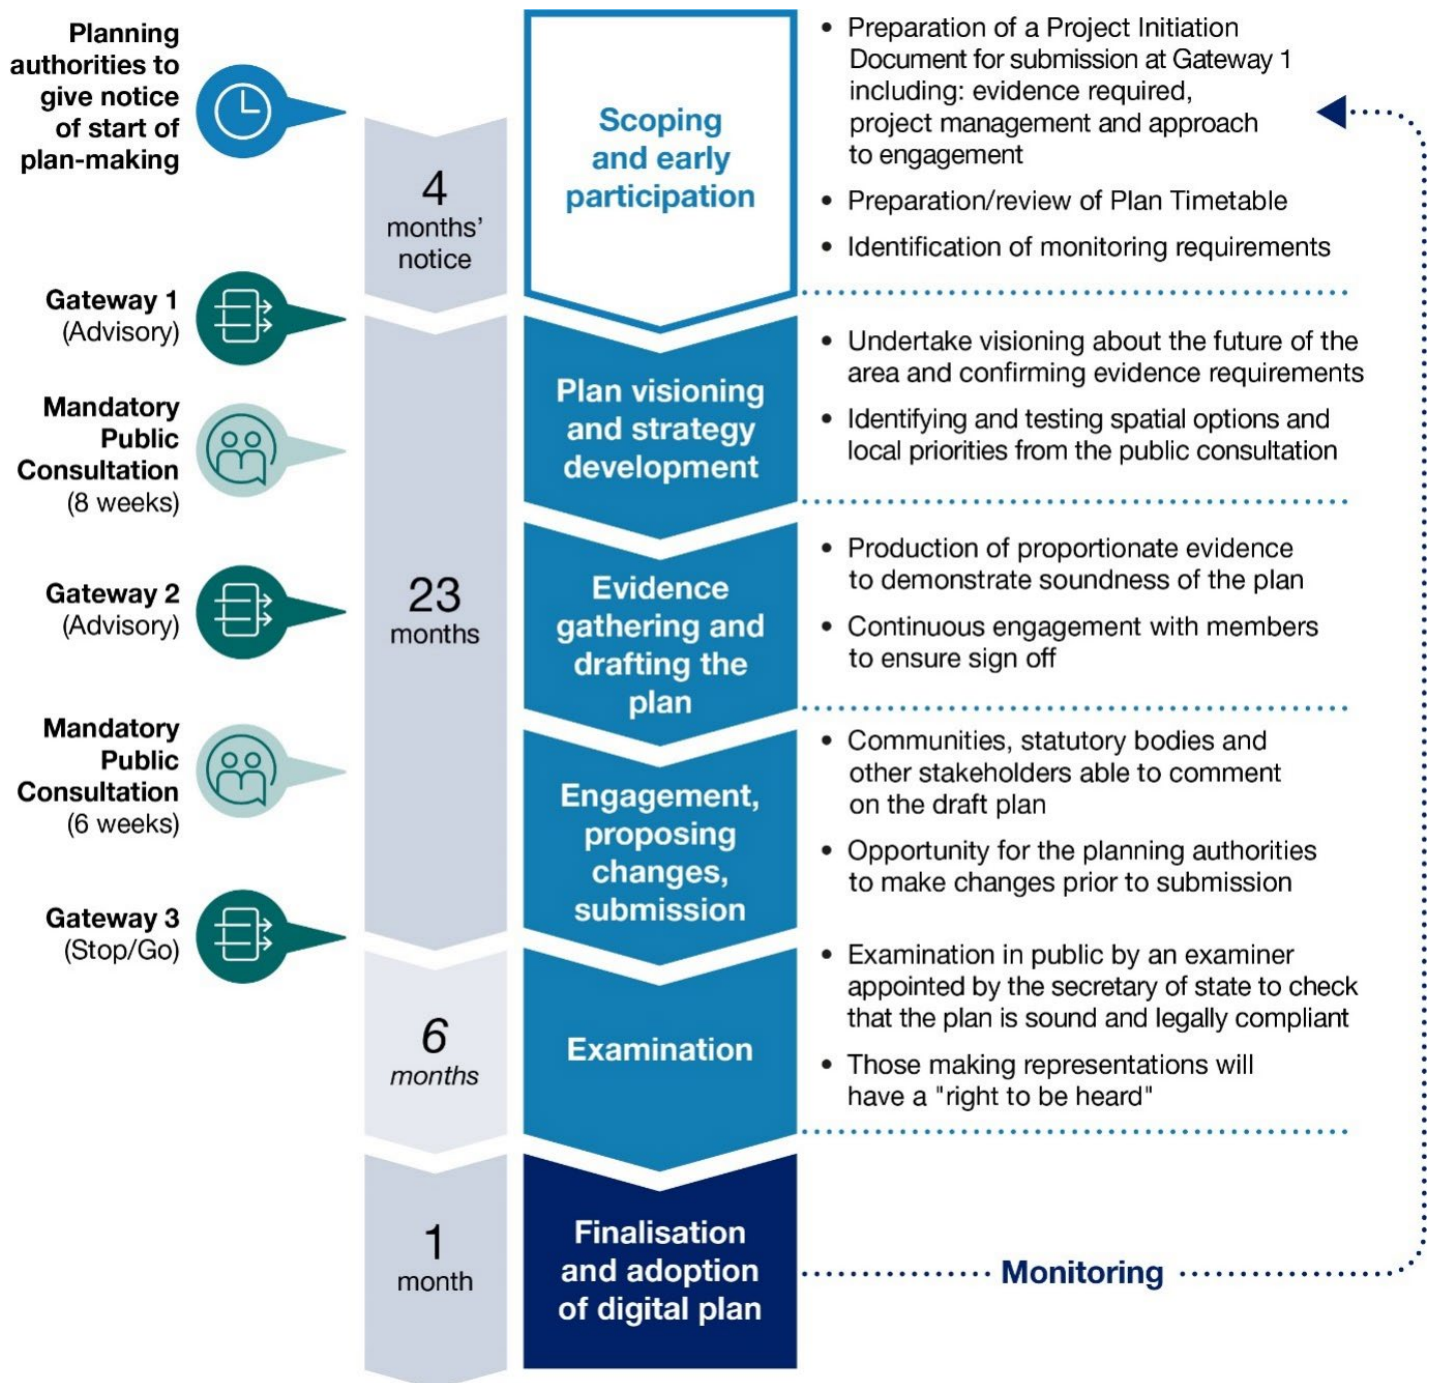 Planning
authorities to
give notice
of start of
plan-making
4
months'
notice
Scoping
and early
participation
• Preparation of a Project Initiation
Document for submission at Gateway 1
including: evidence required,
project management and approach
to engagement
• Preparation/review of Plan Timetable
• Identification of monitoring requirements
Gateway 1
(Advisory)
Mandatory
Public
Consultation
(8 weeks)
Plan visioning
and strategy
development
• Undertake visioning about the future of the
area and confirming evidence requirements
• Identifying and testing spatial options and
local priorities from the public consultation
Gateway 2
(Advisory)
23
months
Evidence
gathering and
drafting the
plan
• Production of proportionate evidence
to demonstrate soundness of the plan
• Continuous engagement with members
to ensure sign off
Mandatory
Public
Consultation
(6 weeks)
Engagement,
proposing
changes,
submission
• Communities, statutory bodies and
other stakeholders able to comment
on the draft plan
• Opportunity for the planning authorities
to make changes prior to submission
Gateway 3
(Stop/Go)
6
months
Examination
• Examination in public by an examiner
appointed by the secretary of state to check
that the plan is sound and legally compliant
• Those making representations will
have a "right to be heard"
1
month
Finalisation
and adoption
of digital plan
Monitoring